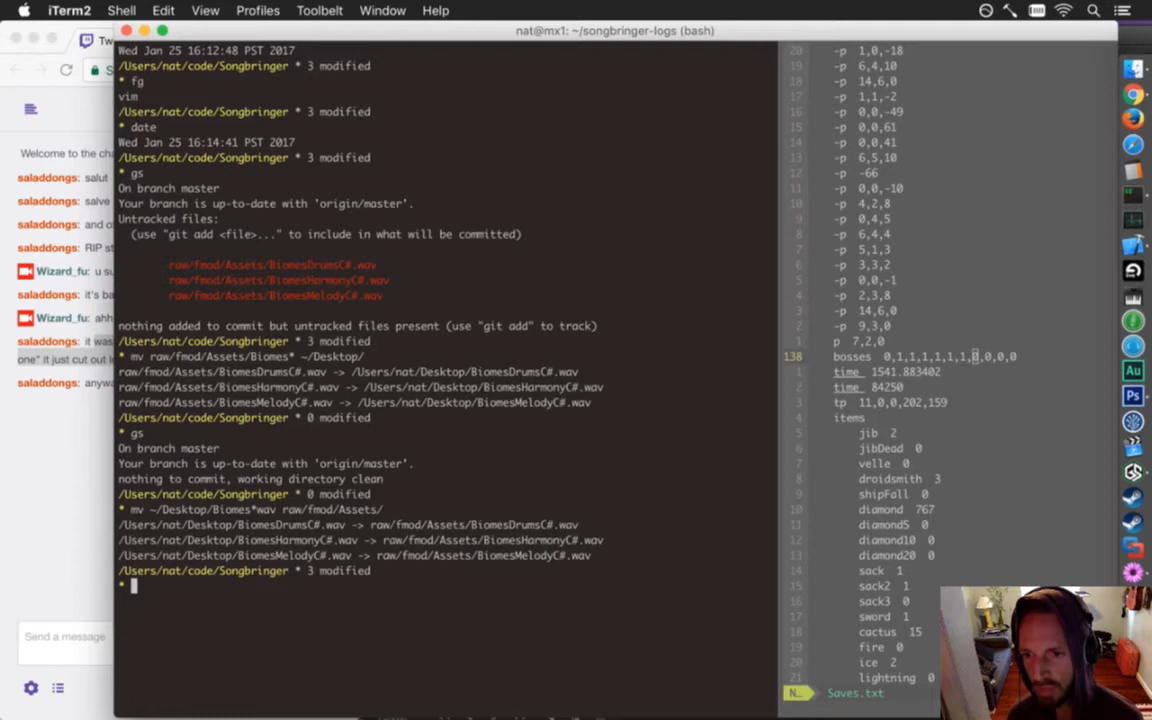 iTerm2 Shell Edit View Profiles Toolbelt Window Help
nat@mx1: ~/songbringer-logs (bash)
Tw
S
Welcome to the cha
saladdongs: salut
saladdongs: salve
saladdongs: and o
saladdongs: RIP st
Wizard_fu: u su
saladdongs: it's ba
Wizard_fu: ahh
saladdongs: it was
one" It just cut out l
saladdongs: anywa
Send a message
Wed Jan 25 16:12:48 PST 2017
/Users/nat/code/Songbringer * 3 modified
* fg
vim
/Users/nat/code/Songbringer * 3 modified
* date
Wed Jan 25 16:14:41 PST 2017
/Users/nat/code/Songbringer * 3 modified
* gs
On branch master
Your branch is up-to-date with 'origin/master'.
Untracked files:
(use "git add <file>..." to include in what will be committed)
raw/fmod/Assets/BiomesDrumsC#.wav
raw/fmod/Assets/BiomesHarmonyC#.wav
raw/fmod/Assets/BiomesMelodyC#.wav
nothing added to commit but untracked files present (use "git add" to track)
/Users/nat/code/Songbringer * 3 modified
* mv raw/fmod/Assets/Biomes* ~/Desktop/
raw/fmod/Assets/BiomesDrumsC#.wav -> /Users/nat/Desktop/BiomesDrumsC#.wav
raw/fmod/Assets/BiomesHarmonyC#.wav -> /Users/nat/Desktop/BiomesHarmonyC#.wav
raw/fmod/Assets/BiomesMelodyC#.wav -> /Users/nat/Desktop/BiomesMelodyC#.wav
/Users/nat/code/Songbringer * 0 modified
* gs
On branch master
Your branch is up-to-date with 'origin/master'.
nothing to commit, working directory clean
/Users/nat/code/Songbringer * 0 modified
* mv ~/Desktop/Biomes*wav raw/fmod/Assets/
/Users/nat/Desktop/BiomesDrumsC#.wav -> raw/fmod/Assets/BiomesDrumsC#.wav
/Users/nat/Desktop/BiomesHarmonyC#.wav -> raw/fmod/Assets/BiomesHarmonyC#.wav
/Users/nat/Desktop/BiomesMelodyC#.wav -> raw/fmod/Assets/BiomesMelodyC#.wav
/Users/nat/code/Songbringer * 3 modified
*
20 -p 1,0,-18
19 -p 6,4,10
18 -p 14,6,0
17 -p 1,1,-2
16 -p 0,0,-49
15 -p 0,0,61
14 -p 0,0,41
13 -p 6,5,10
12 -p -66
11 -p 0,0,-10
10 -p 4,2,8
9 -p 0,4,5
8 -p 6,4,4
7 -p 5,1,3
6 -p 3,3,2
5 -p 0,0,-1
4 -p 2,3,8
3 -p 14,6,0
2 -p 9,3,0
1 p 7,2,0
138 bosses 0,1,1,1,1,1,1,0,0,0,0
1 time_ 1541.883402
2 time_ 84250
3 tp 11,0,0,202,159
4 items
5 jib 2
6 jibDead 0
7 velle 0
8 droidsmith 3
9 shipFall 0
10 diamond 767
11 diamond5 0
12 diamond10 0
13 diamond20 0
14 sack 1
15 sack2 1
16 sack3 0
17 sword 1
18 cactus 15
19 fire 0
20 ice 2
21 lightning 0
N... Saves.txt
Au
Ps